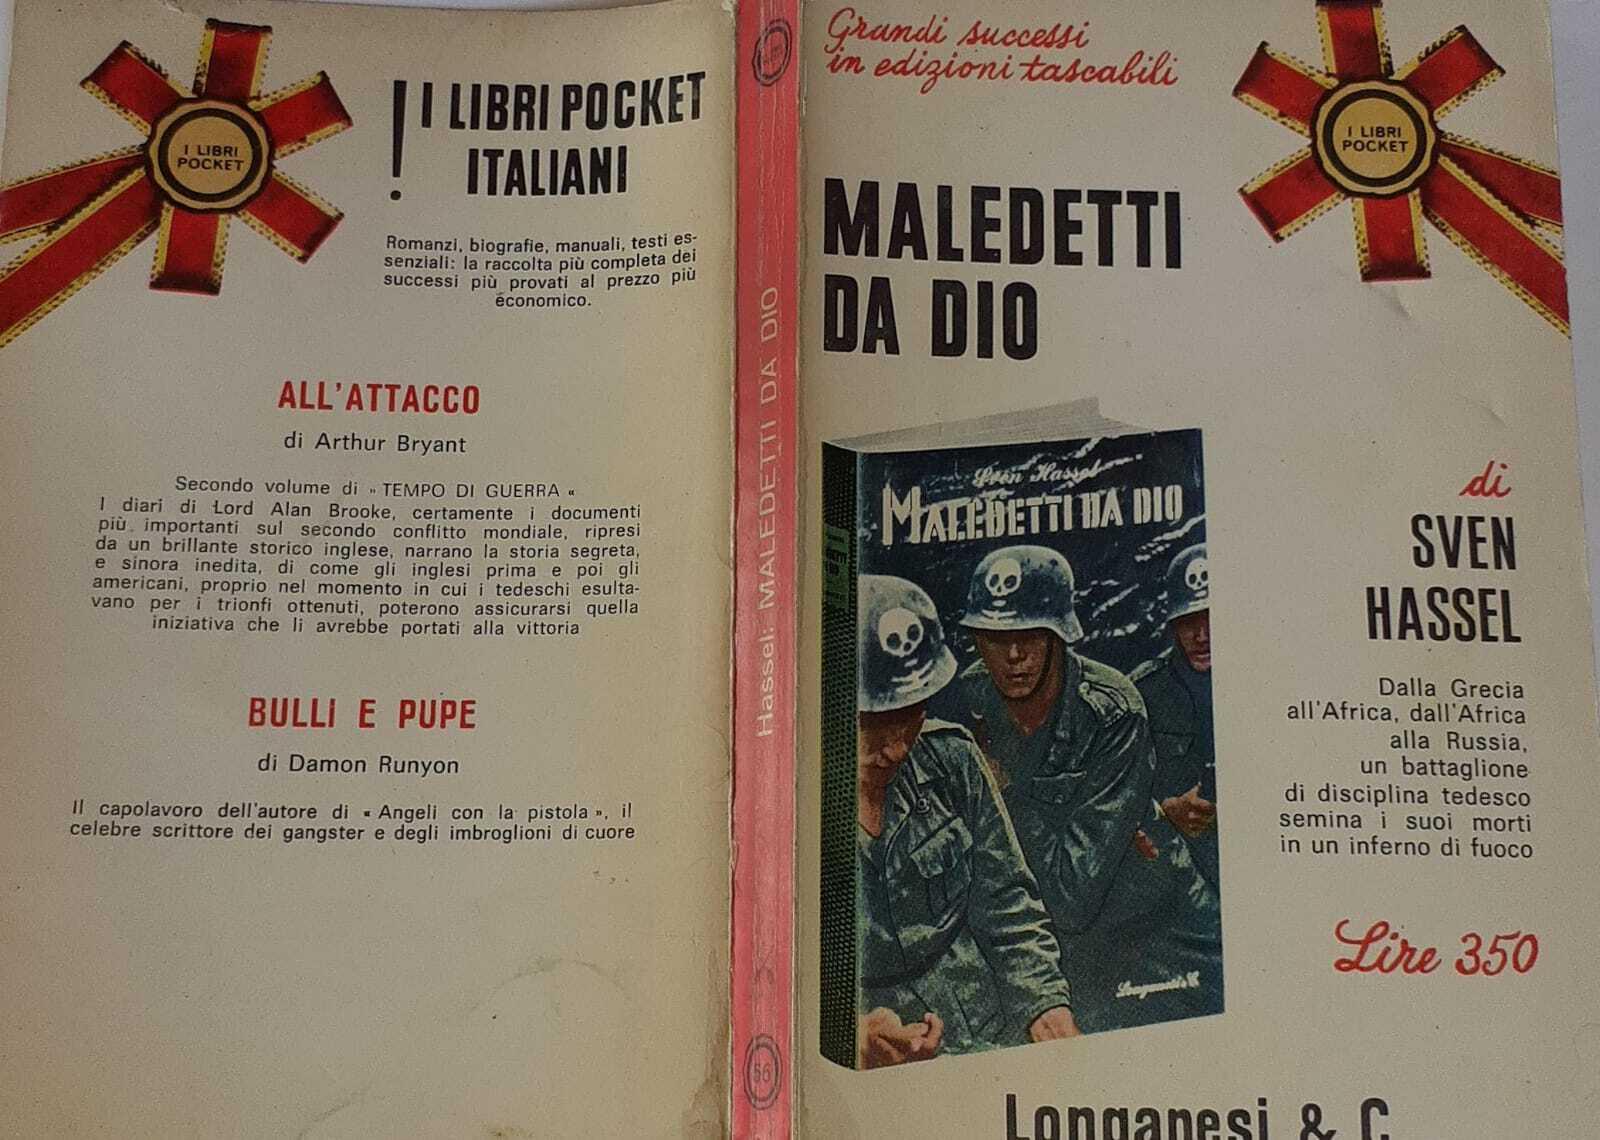 I LIBRI
POCKET
! I LIBRI POCKET
ITALIANI
Romanzi, biografie, manuali, testi es-
senziali: la raccolta più completa dei
successi più provati al prezzo più
economico.
ALL'ATTACCO
di Arthur Bryant
Secondo volume di » TEMPO DI GUERRA «
I diari di Lord Alan Brooke, certamente i documenti
più importanti sul secondo conflitto mondiale, ripresi
da un brillante storico inglese, narrano la storia segreta,
e sinora inedita, di come gli inglesi prima e poi gli
americani, proprio nel momento in cui i tedeschi esulta-
vano per i trionfi ottenuti, poterono assicurarsi quella
iniziativa che li avrebbe portati alla vittoria
BULLI E PUPE
di Damon Runyon
Il capolavoro dell'autore di « Angeli con la pistola », il
celebre scrittore dei gangster e degli imbroglioni di cuore
Hassel: MALEDETTI DA DIO
56
Grandi successi
in edizioni tascabili
I LIBRI
POCKET
MALEDETTI
DA DIO
Sven Hassel
MALEDETTI DA DIO
Longanesi & C.
di
SVEN
HASSEL
Dalla Grecia
all'Africa, dall'Africa
alla Russia,
un battaglione
di disciplina tedesco
semina i suoi morti
in un inferno di fuoco
Lire 350
Longanesi & C.